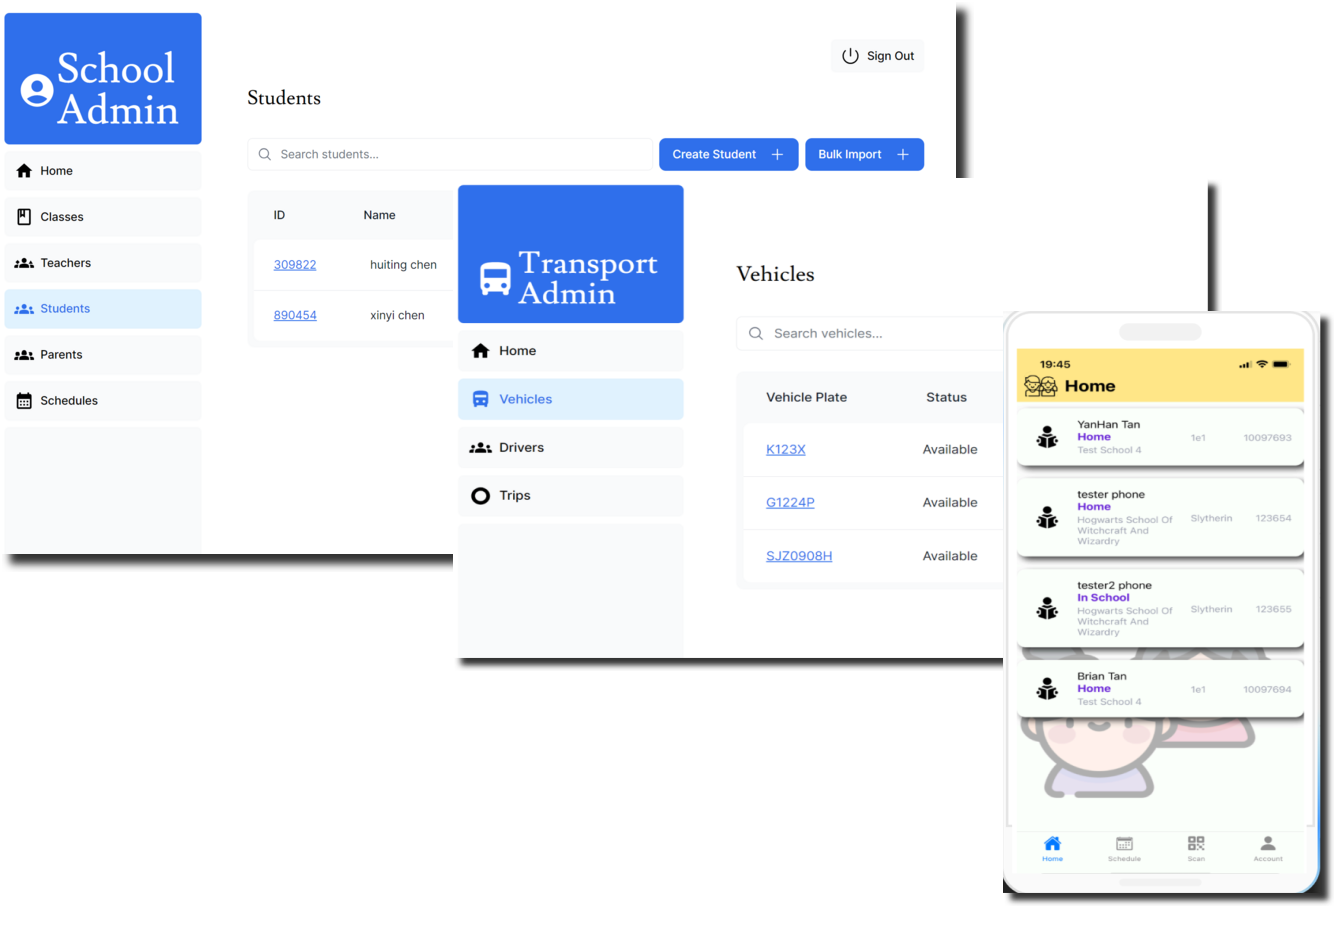 School
Admin
Home
Classes
Teachers
Students
Parents
Schedules
Sign Out
Students
Search students...
Create Student
Bulk Import
ID Name
309822 huiting chen
890454 xinyi chen
Transport
Admin
Home
Vehicles
Drivers
Trips
Vehicles
Search vehicles...
Vehicle Plate Status
K123X Available
G1224P Available
SJZ0908H Available
19:45
Home
YanHan Tan
Home 1e1 10097693
Test School 4
tester phone
Home
Hogwarts School Of Slytherin 123654
Witchcraft And
Wizardry
tester2 phone
In School
Hogwarts School Of Slytherin 123655
Witchcraft And
Wizardry
Brian Tan
Home 1e1 10097694
Test School 4
Home Schedule Scan Account